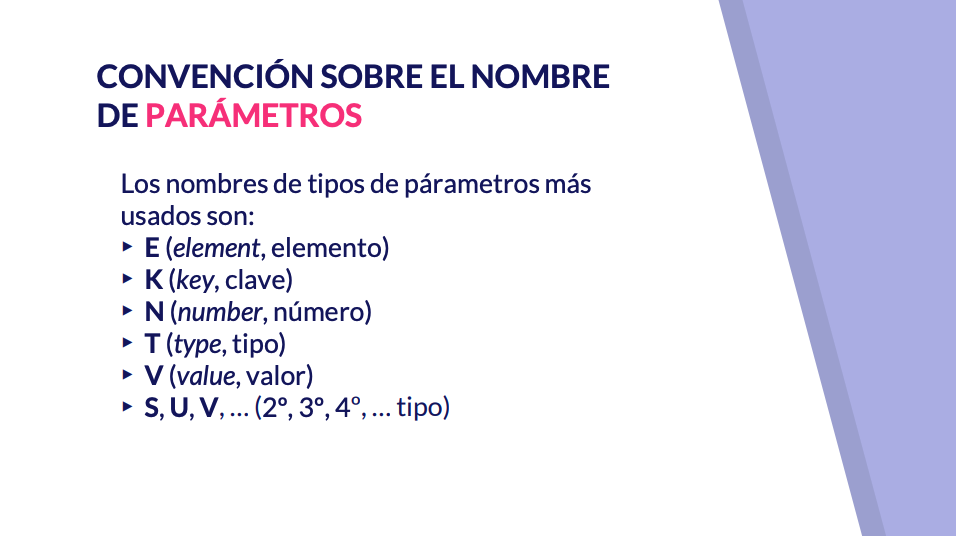 CONVENCIÓN SOBRE EL NOMBRE
DE PARÁMETROS
Los nombres de tipos de párametros más
usados son:
▸ E (element, elemento)
▸ K (key, clave)
▸ N (number, número)
▸ T (type, tipo)
▸ V (value, valor)
▸ S, U, V, … (2º, 3º, 4º, … tipo)